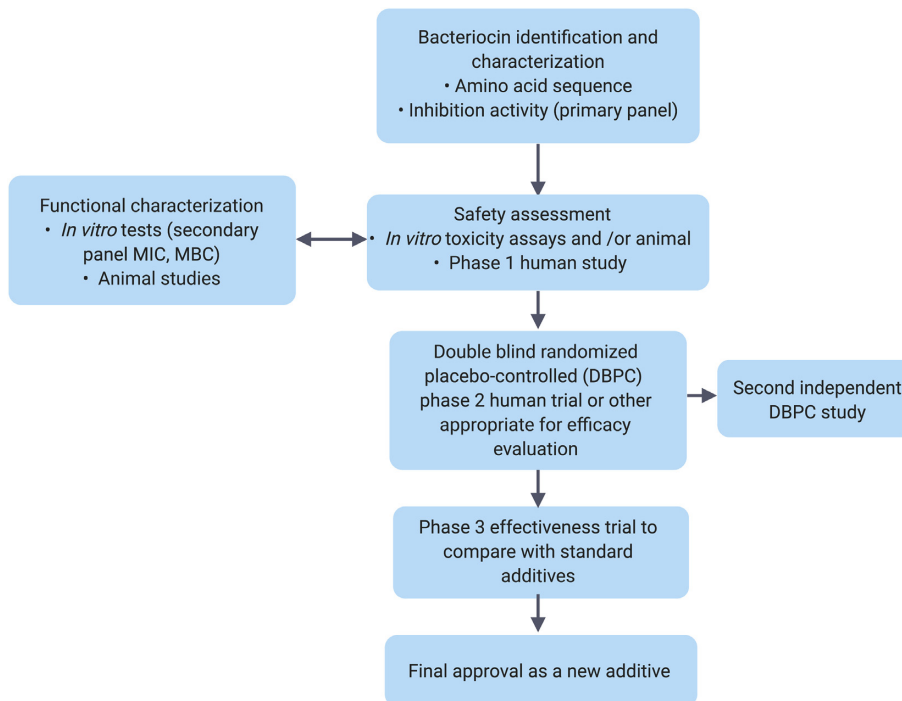 Bacteriocin identification and
characterization
• Amino acid sequence
• Inhibition activity (primary panel)
Functional characterization
• In vitro tests (secondary
panel MIC, MBC)
• Animal studies
Safety assessment
• In vitro toxicity assays and /or animal
• Phase 1 human study
Double blind randomized
placebo-controlled (DBPC)
phase 2 human trial or other
appropriate for efficacy
evaluation
Second independent
DBPC study
Phase 3 effectiveness trial to
compare with standard
additives
Final approval as a new additive